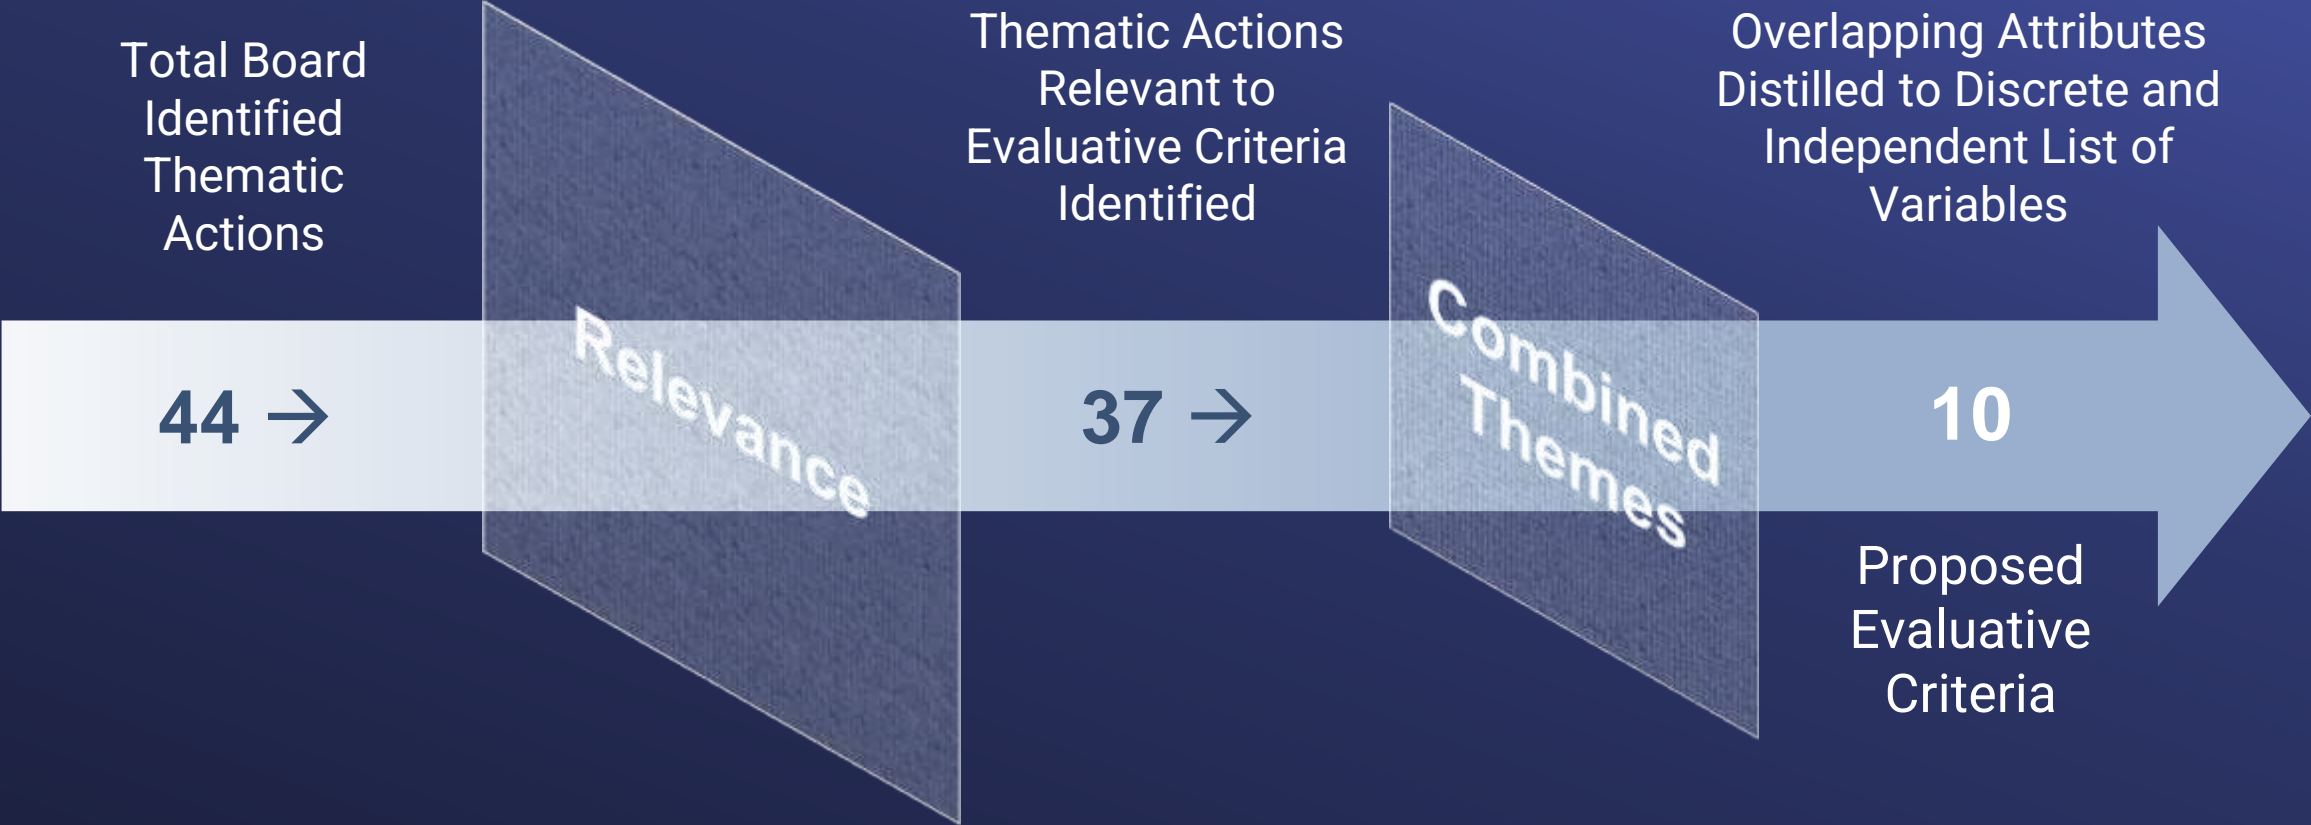 Total Board
Identified
Thematic
Actions
44 →
Relevance
Thematic Actions
Relevant to
Evaluative Criteria
Identified
37 →
Combined
Themes
Overlapping Attributes
Distilled to Discrete and
Independent List of
Variables
10
Proposed
Evaluative
Criteria